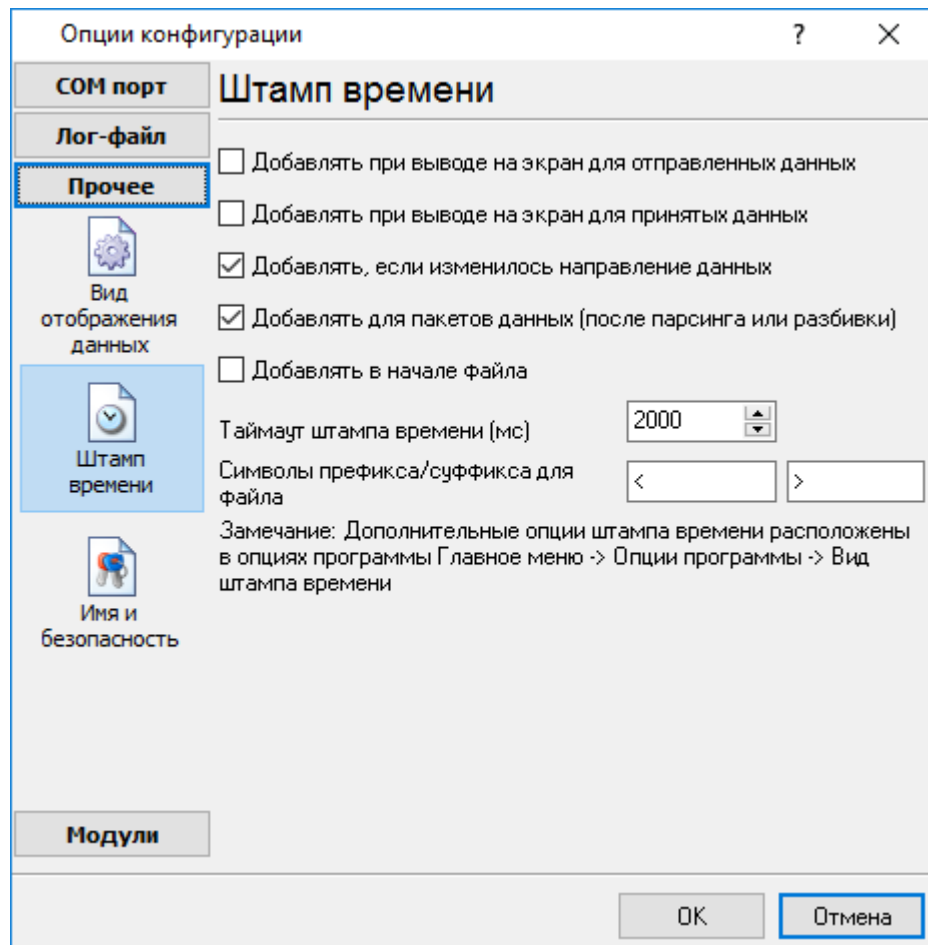 Опции конфигурации
?
COM порт
Лог-файл
Прочее
Вид
отображения
данных
Штамп
времени
Имя и
безопасность
Модули
Штамп времени
Добавлять при выводе на экран для отправленных данных
Добавлять при выводе на экран для принятых данных
Добавлять, если изменилось направление данных
Добавлять для пакетов данных (после парсинга или разбивки)
Добавлять в начале файла
Таймаут штампа времени (мс)
2000
Символы префикса/суффикса для
файла
<
>
Замечание: Дополнительные опции штампа времени расположены
в опциях программы Главное меню -> Опции программы -> Вид
штампа времени
OK
Отмена